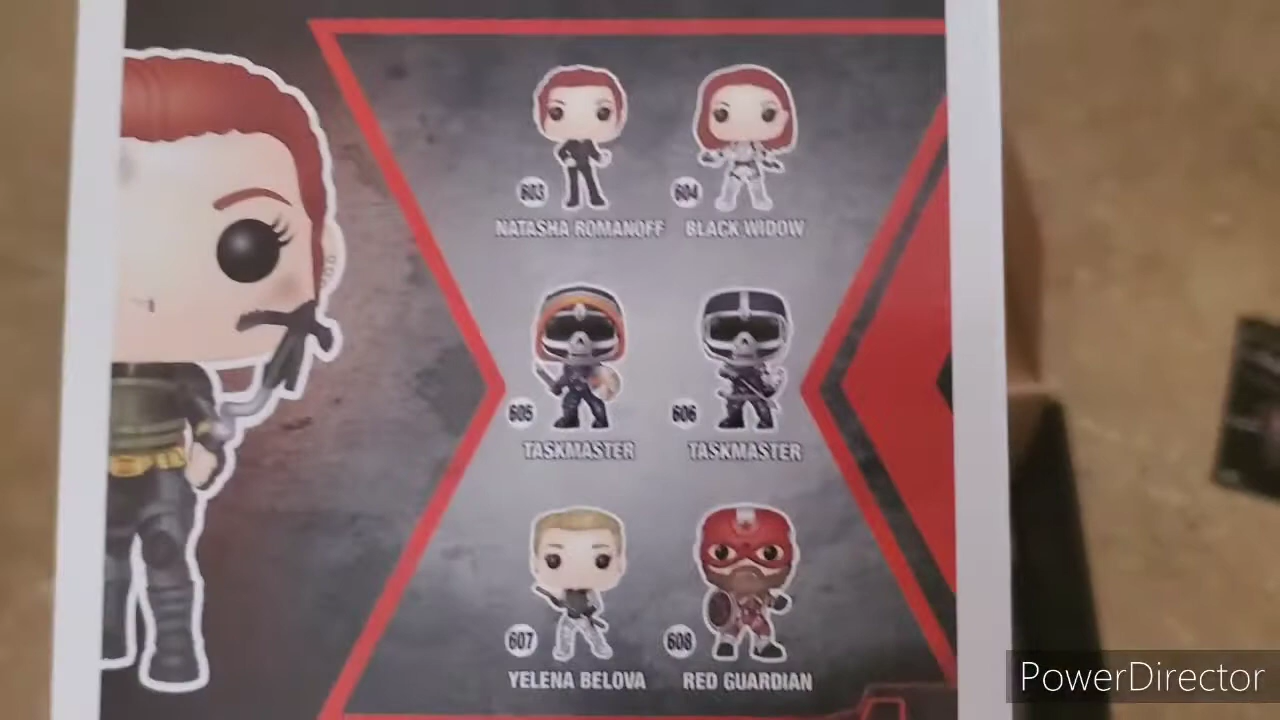 603
604
NATASHA ROMANOFF
BLACK WIDOW
605
606
TASKMASTER
TASKMASTER
607
608
YELENA BELOVA
RED GUARDIAN
PowerDirector